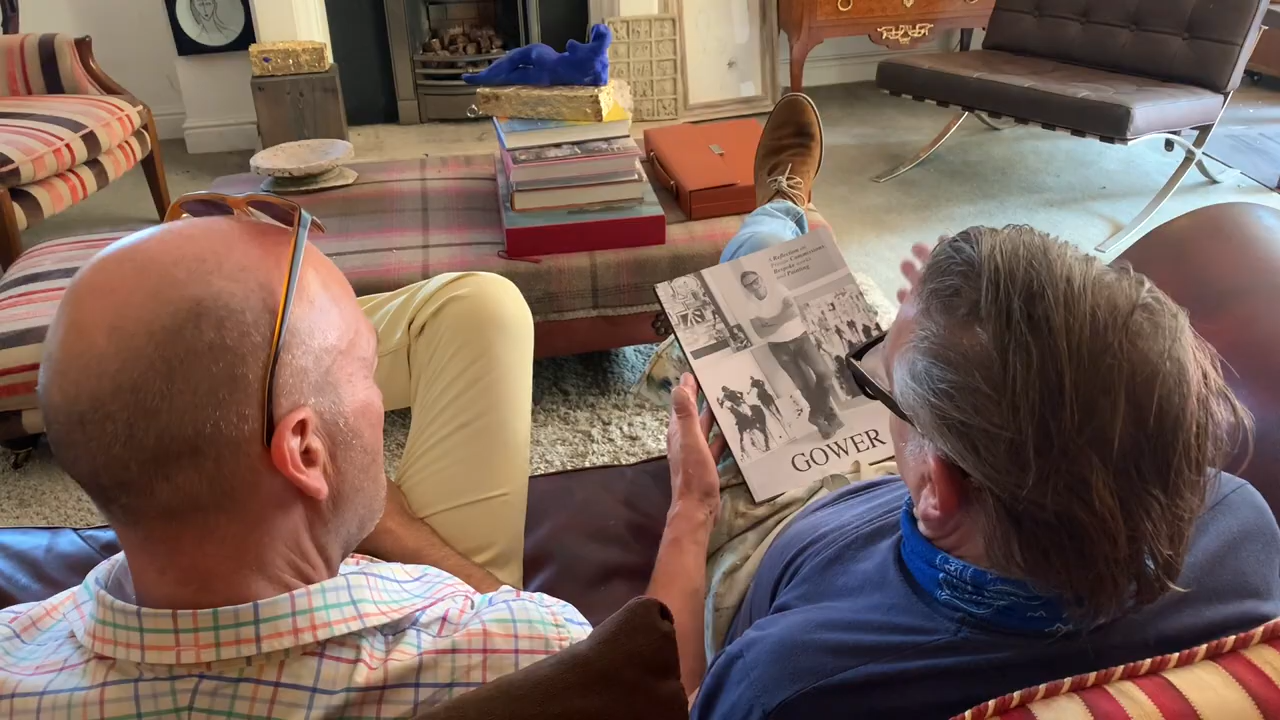 A Reflection on
Private Commissions
Bespoke works
and Painting
GOWER